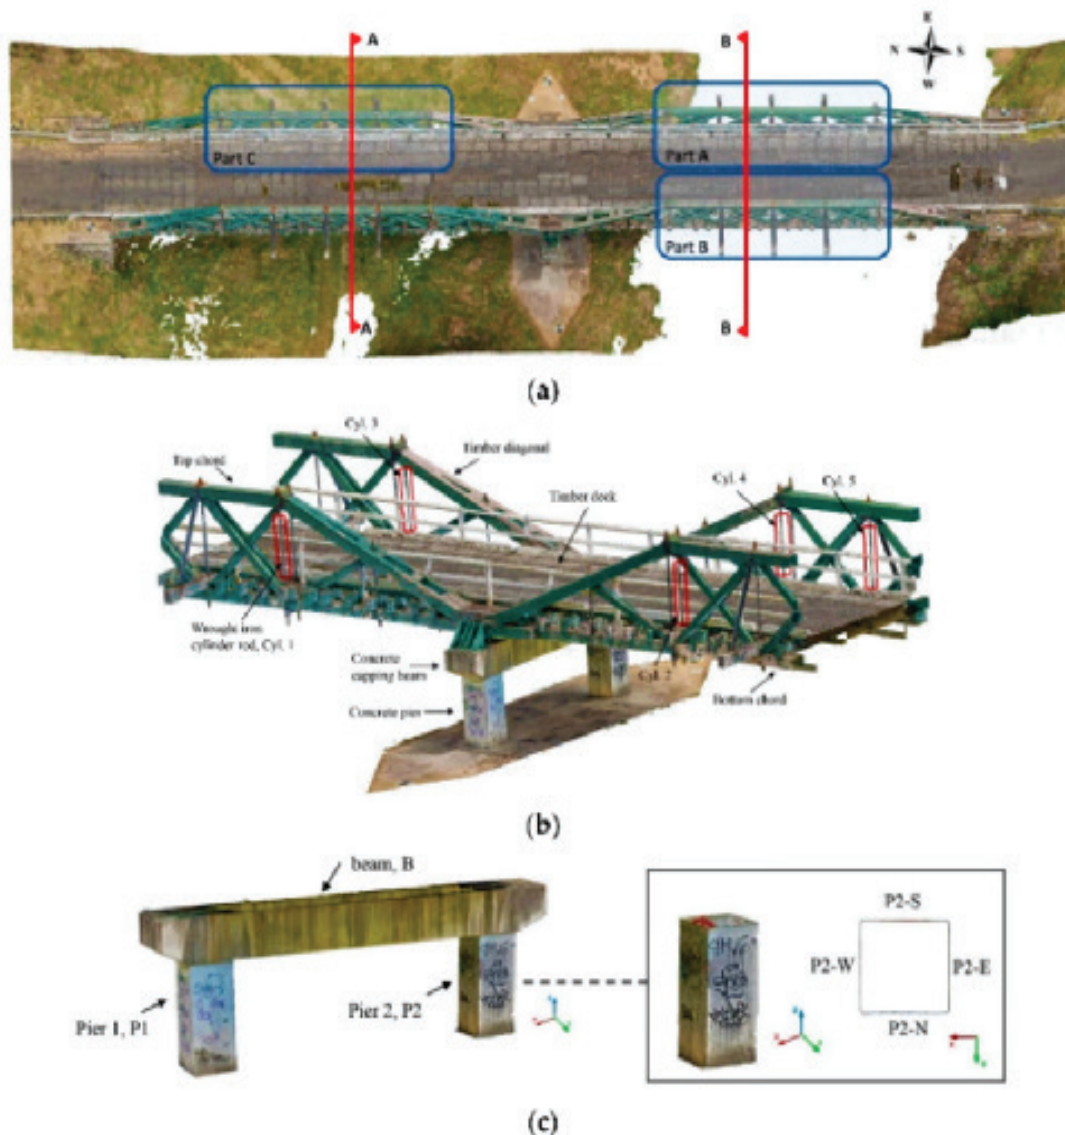 A
B
E
N
S
W
Part C
Part A
Part B
A
B
(a)
Cyl. 3
Timber diagonal
Top chord
Cyl. 4
Cyl. 5
Timber deck
Wrought iron
cylinder rod, Cyl. 1
Concrete
capping beam
Cyl. 2
Bottom chord
Concrete pier
(b)
beam, B
P2-S
P2-W
P2-E
Pier 2, P2
Pier 1, P1
P2-N
(c)